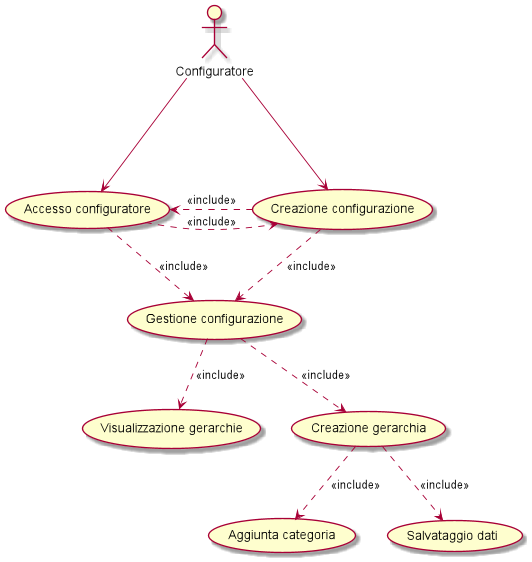 Configuratore
«include»
Accesso configuratore
Creazione configurazione
«include»
«include»
«include»
Gestione configurazione
«include»
«include»
Visualizzazione gerarchie
Creazione gerarchia
«include»
«include»
Aggiunta categoria
Salvataggio dati